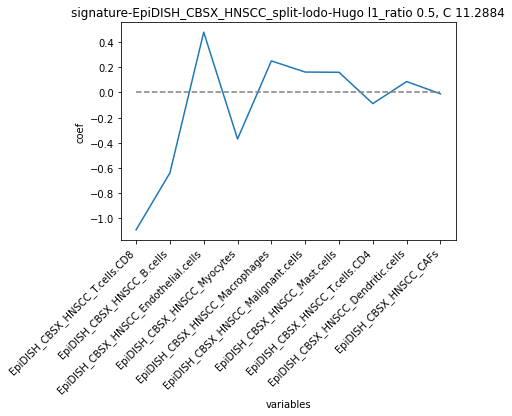 signature-EpiDISH_CBSX_HNSCC_split-lodo-Hugo l1_ratio 0.5, C 11.2884
coef
0.4
0.2
0.0
−0.2
−0.4
−0.6
−0.8
−1.0
EpiDISH_CBSX_HNSCC_T.cells.CD8
EpiDISH_CBSX_HNSCC_B.cells
EpiDISH_CBSX_HNSCC_Endothelial.cells
EpiDISH_CBSX_HNSCC_Myocytes
EpiDISH_CBSX_HNSCC_Macrophages
EpiDISH_CBSX_HNSCC_Malignant.cells
EpiDISH_CBSX_HNSCC_Mast.cells
EpiDISH_CBSX_HNSCC_T.cells.CD4
EpiDISH_CBSX_HNSCC_Dendritic.cells
EpiDISH_CBSX_HNSCC_CAFs
variables